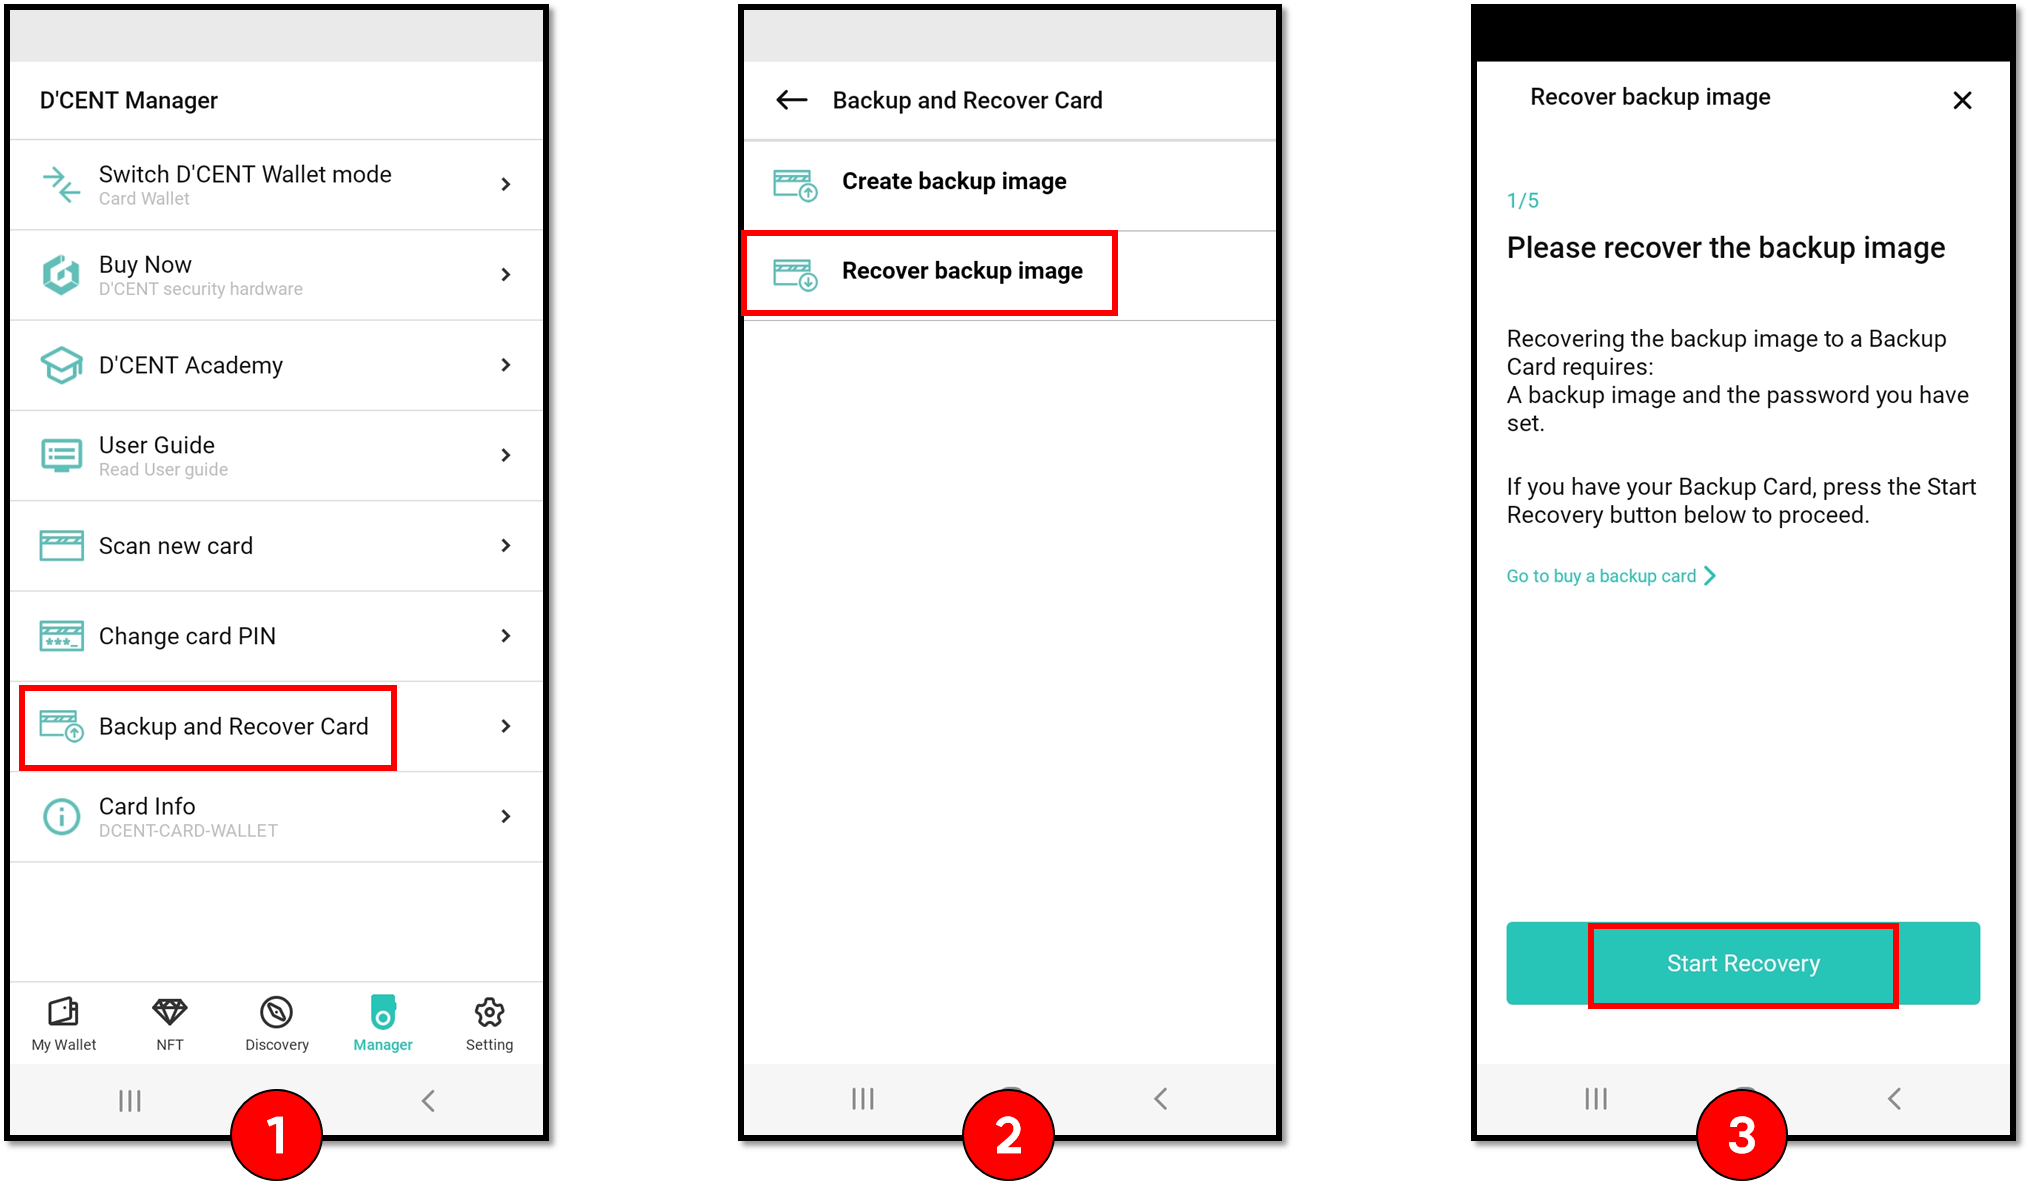 D'CENT Manager
Switch D'CENT Wallet mode
Card Wallet
Buy Now
D'CENT security hardware
D'CENT Academy
User Guide
Read User guide
Scan new card
Change card PIN
***_
Backup and Recover Card
Card Info
DCENT-CARD-WALLET
My Wallet
NFT
Discovery
Manager
Setting
1
Backup and Recover Card
Create backup image
Recover backup image
2
Recover backup image
1/5
Please recover the backup image
Recovering the backup image to a Backup
Card requires:
A backup image and the password you have
set.
If you have your Backup Card, press the Start
Recovery button below to proceed.
Go to buy a backup card
Start Recovery
3